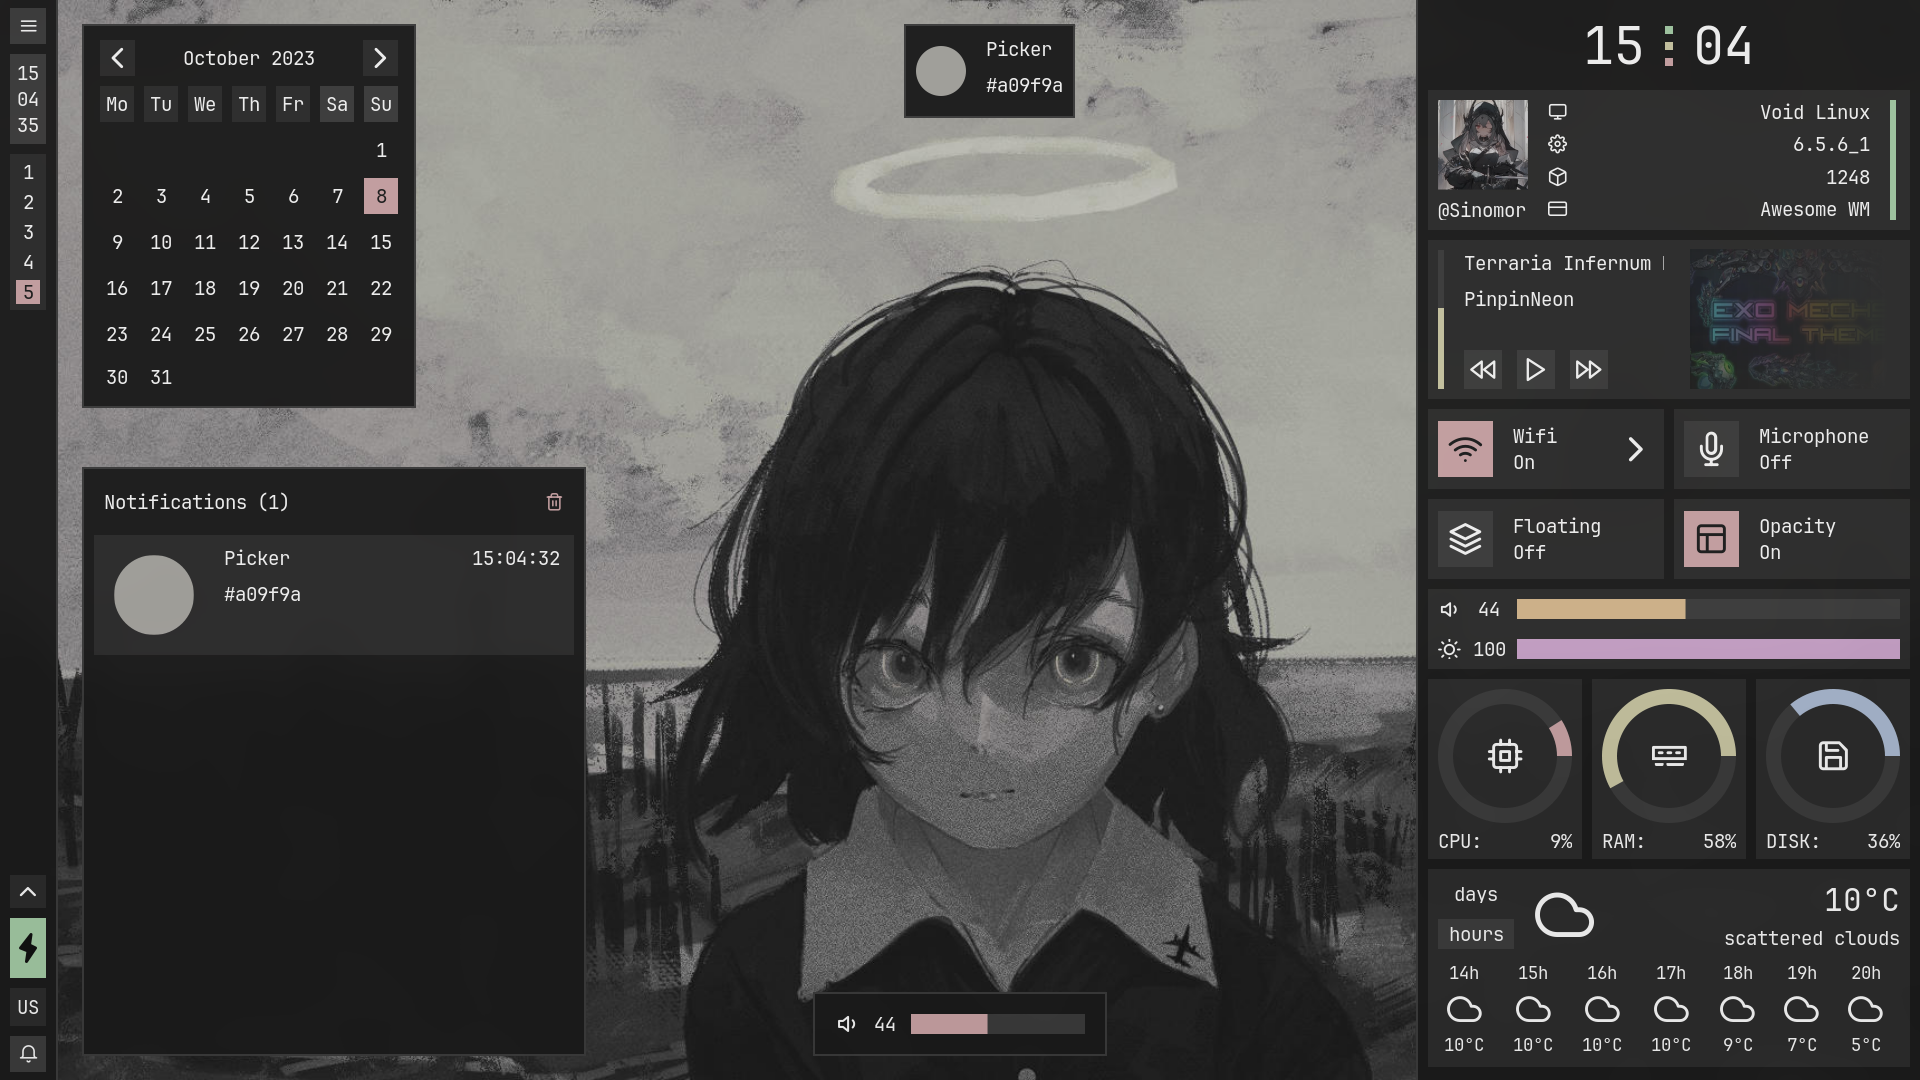 15
04
35
1
2
3
4
5
US
October 2023
Mo Tu We Th Fr Sa Su
1
2 3 4 5 6 7 8
9 10 11 12 13 14 15
16 17 18 19 20 21 22
23 24 25 26 27 28 29
30 31
Notifications (1)
Picker 15:04:32
#a09f9a
Picker
#a09f9a
44
15:04
Void Linux
6.5.6_1
1248
@Sinomor Awesome WM
Terraria Infernum
PinpinNeon
EXO MECH
FINAL THEM
Wifi
On
Microphone
Off
Floating
Off
Opacity
On
44
100
CPU: 9%
RAM: 58%
DISK: 36%
days
hours
10°C
scattered clouds
14h 15h 16h 17h 18h 19h 20h
10°C 10°C 10°C 10°C 9°C 7°C 5°C